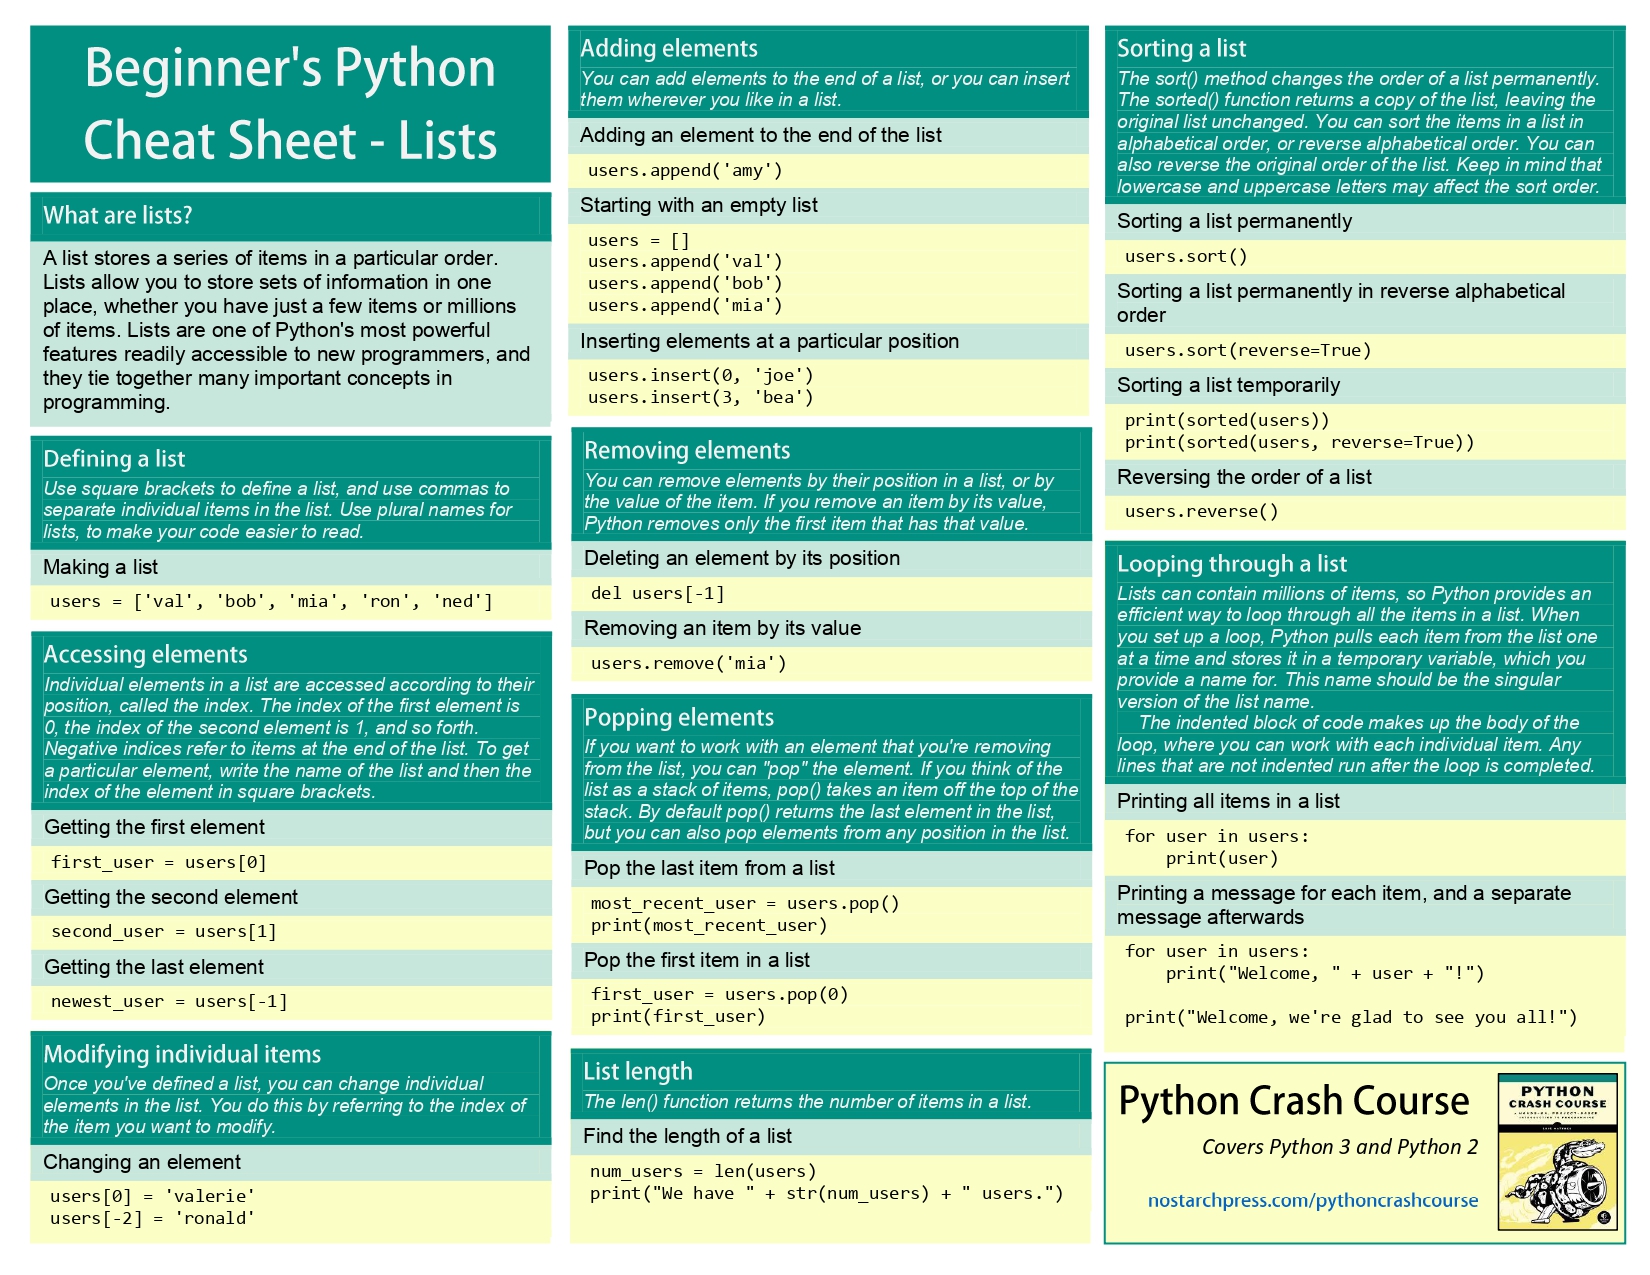 Beginner's Python
Cheat Sheet - Lists
What are lists?
A list stores a series of items in a particular order.
Lists allow you to store sets of information in one
place, whether you have just a few items or millions
of items. Lists are one of Python's most powerful
features readily accessible to new programmers, and
they tie together many important concepts in
programming.
Defining a list
Use square brackets to define a list, and use commas to
separate individual items in the list. Use plural names for
lists, to make your code easier to read.
Making a list
users = ['val', 'bob', 'mia', 'ron', 'ned']
Accessing elements
Individual elements in a list are accessed according to their
position, called the index. The index of the first element is
0, the index of the second element is 1, and so forth.
Negative indices refer to items at the end of the list. To get
a particular element, write the name of the list and then the
index of the element in square brackets.
Getting the first element
first_user = users[0]
Getting the second element
second_user = users[1]
Getting the last element
newest_user = users[-1]
Modifying individual items
Once you've defined a list, you can change individual
elements in the list. You do this by referring to the index of
the item you want to modify.
Changing an element
users[0] = 'valerie'
users[-2] = 'ronald'
Adding elements
You can add elements to the end of a list, or you can insert
them wherever you like in a list.
Adding an element to the end of the list
users.append('amy')
Starting with an empty list
users = []
users.append('val')
users.append('bob')
users.append('mia')
Inserting elements at a particular position
users.insert(0, 'joe')
users.insert(3, 'bea')
Removing elements
You can remove elements by their position in a list, or by
the value of the item. If you remove an item by its value,
Python removes only the first item that has that value.
Deleting an element by its position
del users[-1]
Removing an item by its value
users.remove('mia')
Popping elements
If you want to work with an element that you're removing
from the list, you can "pop" the element. If you think of the
list as a stack of items, pop() takes an item off the top of the
stack. By default pop() returns the last element in the list,
but you can also pop elements from any position in the list.
Pop the last item from a list
most_recent_user = users.pop()
print(most_recent_user)
Pop the first item in a list
first_user = users.pop(0)
print(first_user)
List length
The len() function returns the number of items in a list.
Find the length of a list
num_users = len(users)
print("We have " + str(num_users) + " users.")
Sorting a list
The sort() method changes the order of a list permanently.
The sorted() function returns a copy of the list, leaving the
original list unchanged. You can sort the items in a list in
alphabetical order, or reverse alphabetical order. You can
also reverse the original order of the list. Keep in mind that
lowercase and uppercase letters may affect the sort order.
Sorting a list permanently
users.sort()
Sorting a list permanently in reverse alphabetical
order
users.sort(reverse=True)
Sorting a list temporarily
print(sorted(users))
print(sorted(users, reverse=True))
Reversing the order of a list
users.reverse()
Looping through a list
Lists can contain millions of items, so Python provides an
efficient way to loop through all the items in a list. When
you set up a loop, Python pulls each item from the list one
at a time and stores it in a temporary variable, which you
provide a name for. This name should be the singular
version of the list name.
The indented block of code makes up the body of the
loop, where you can work with each individual item. Any
lines that are not indented run after the loop is completed.
Printing all items in a list
for user in users:
    print(user)
Printing a message for each item, and a separate
message afterwards
for user in users:
    print("Welcome, " + user + "!")
print("Welcome, we're glad to see you all!")
Python Crash Course
Covers Python 3 and Python 2
nostarchpress.com/pythoncrashcourse
PYTHON
CRASH COURSE